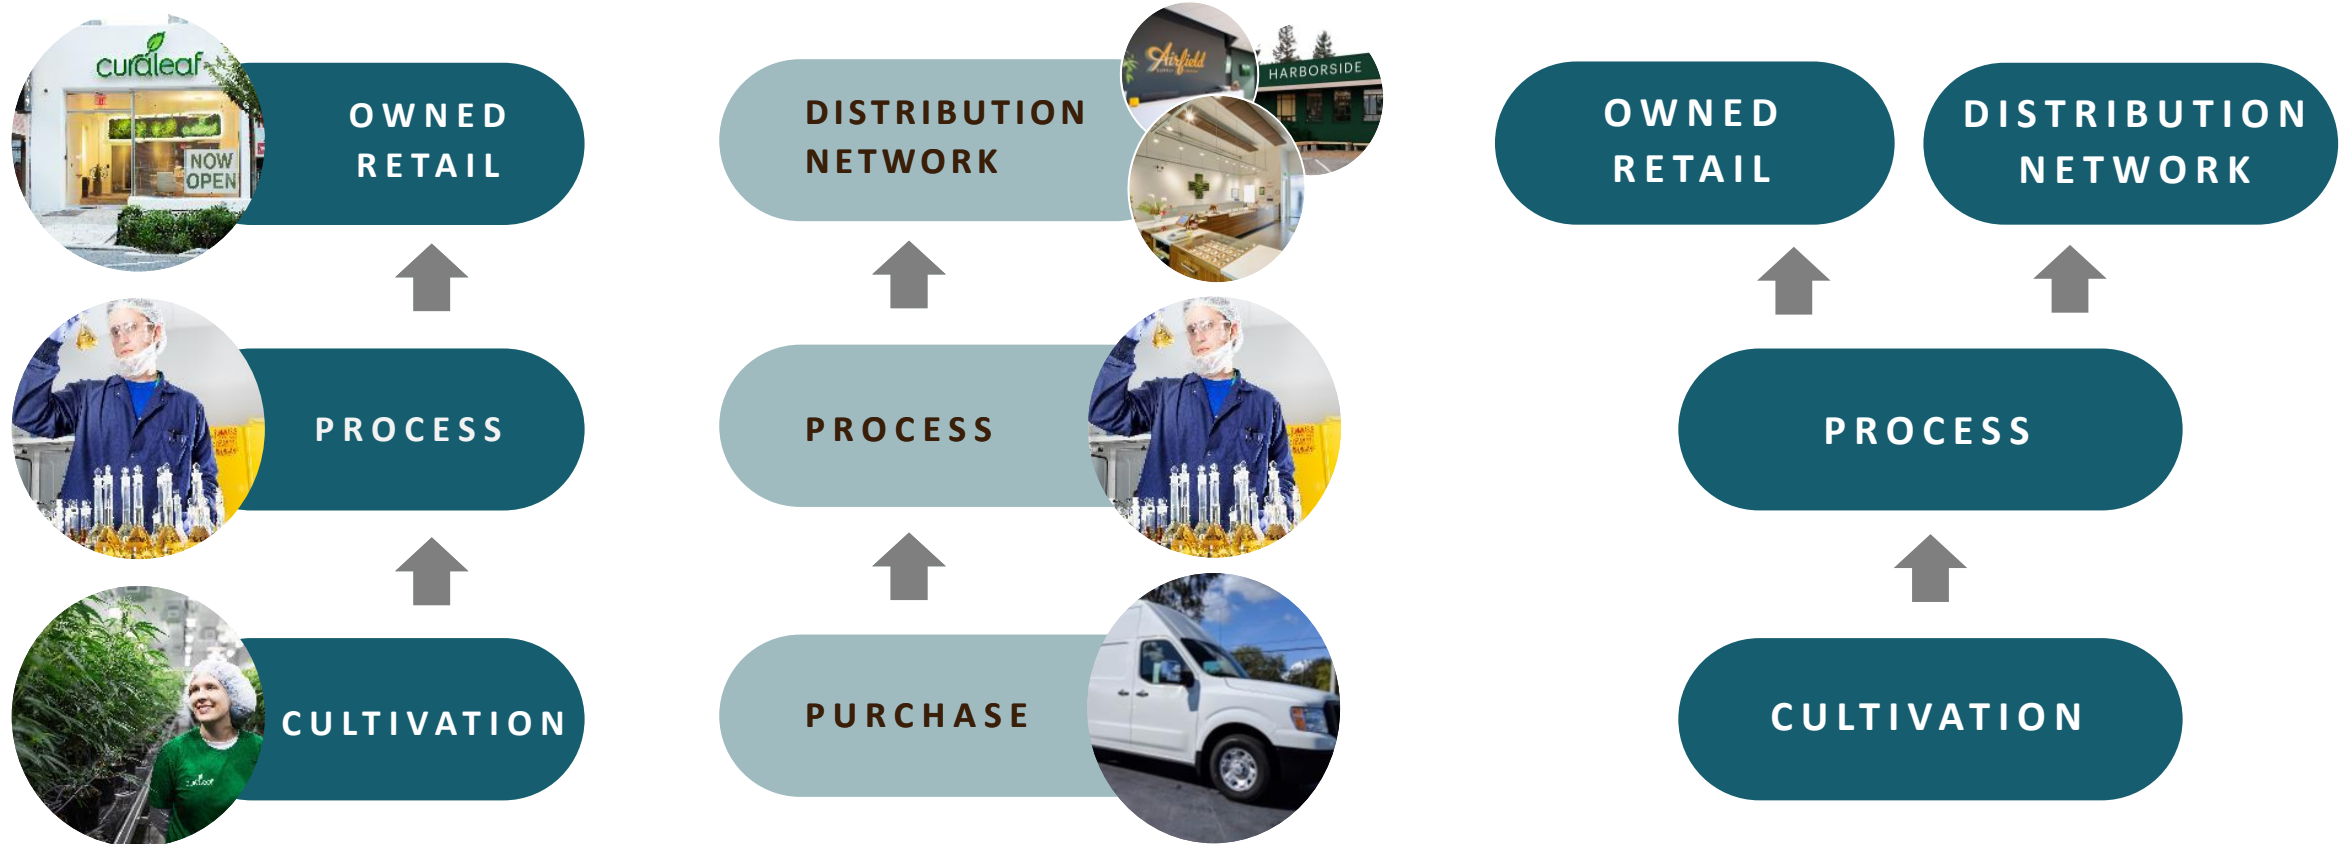 curaleaf
NOW
OPEN
OWNED
RETAIL
PROCESS
CULTIVATION
curaleaf
DISTRIBUTION
NETWORK
Airfield
HARBORSIDE
PROCESS
PURCHASE
OWNED
RETAIL
DISTRIBUTION
NETWORK
PROCESS
CULTIVATION